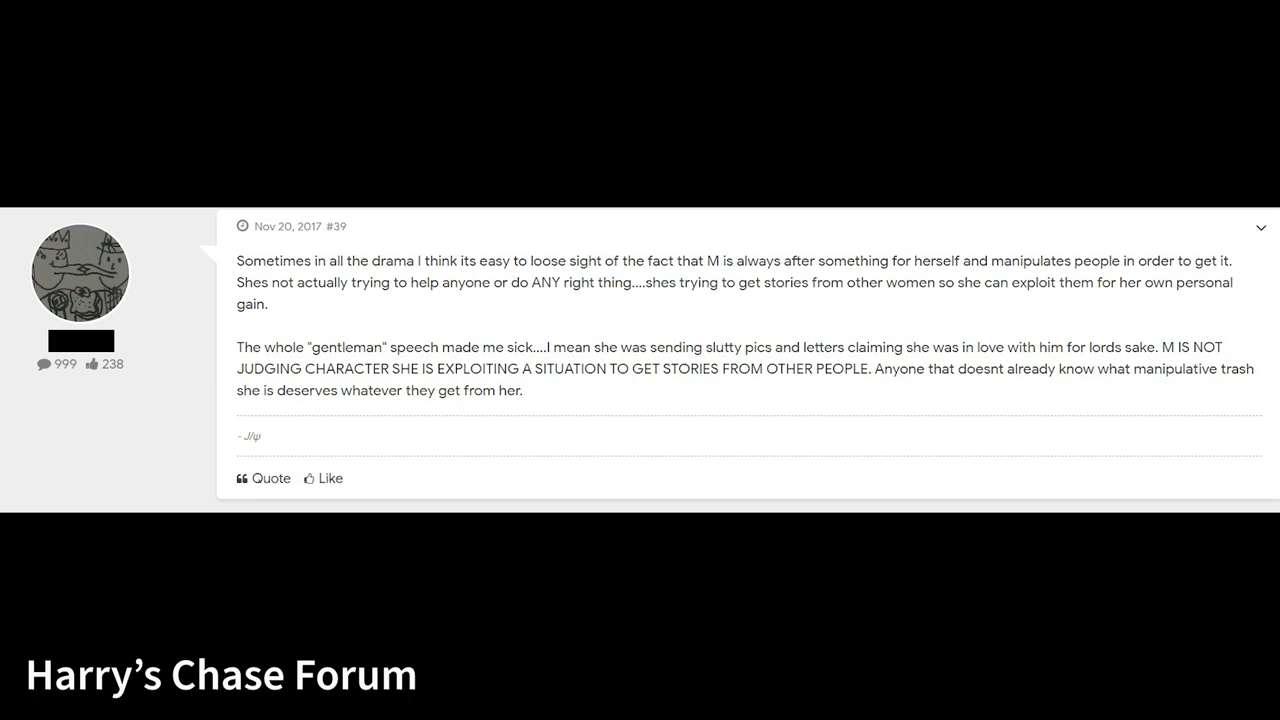 Nov 20, 2017 #39
Sometimes in all the drama I think its easy to loose sight of the fact that M is always after something for herself and manipulates people in order to get it.
Shes not actually trying to help anyone or do ANY right thing....shes trying to get stories from other women so she can exploit them for her own personal
gain.
The whole "gentleman" speech made me sick....I mean she was sending slutty pics and letters claiming she was in love with him for lords sake. M IS NOT
JUDGING CHARACTER SHE IS EXPLOITING A SITUATION TO GET STORIES FROM OTHER PEOPLE. Anyone that doesnt already know what manipulative trash
she is deserves whatever they get from her.
999 238
- J/ψ
Quote Like
Harry's Chase Forum